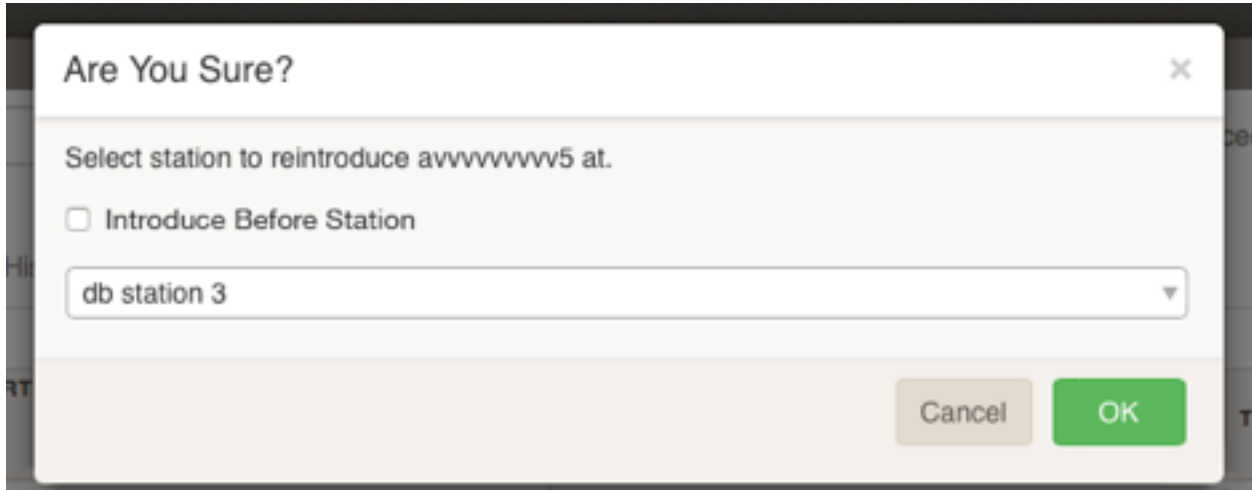 Are You Sure?
×
Select station to reintroduce avvvvvvvvv5 at.
Introduce Before Station
db station 3
Cancel OK